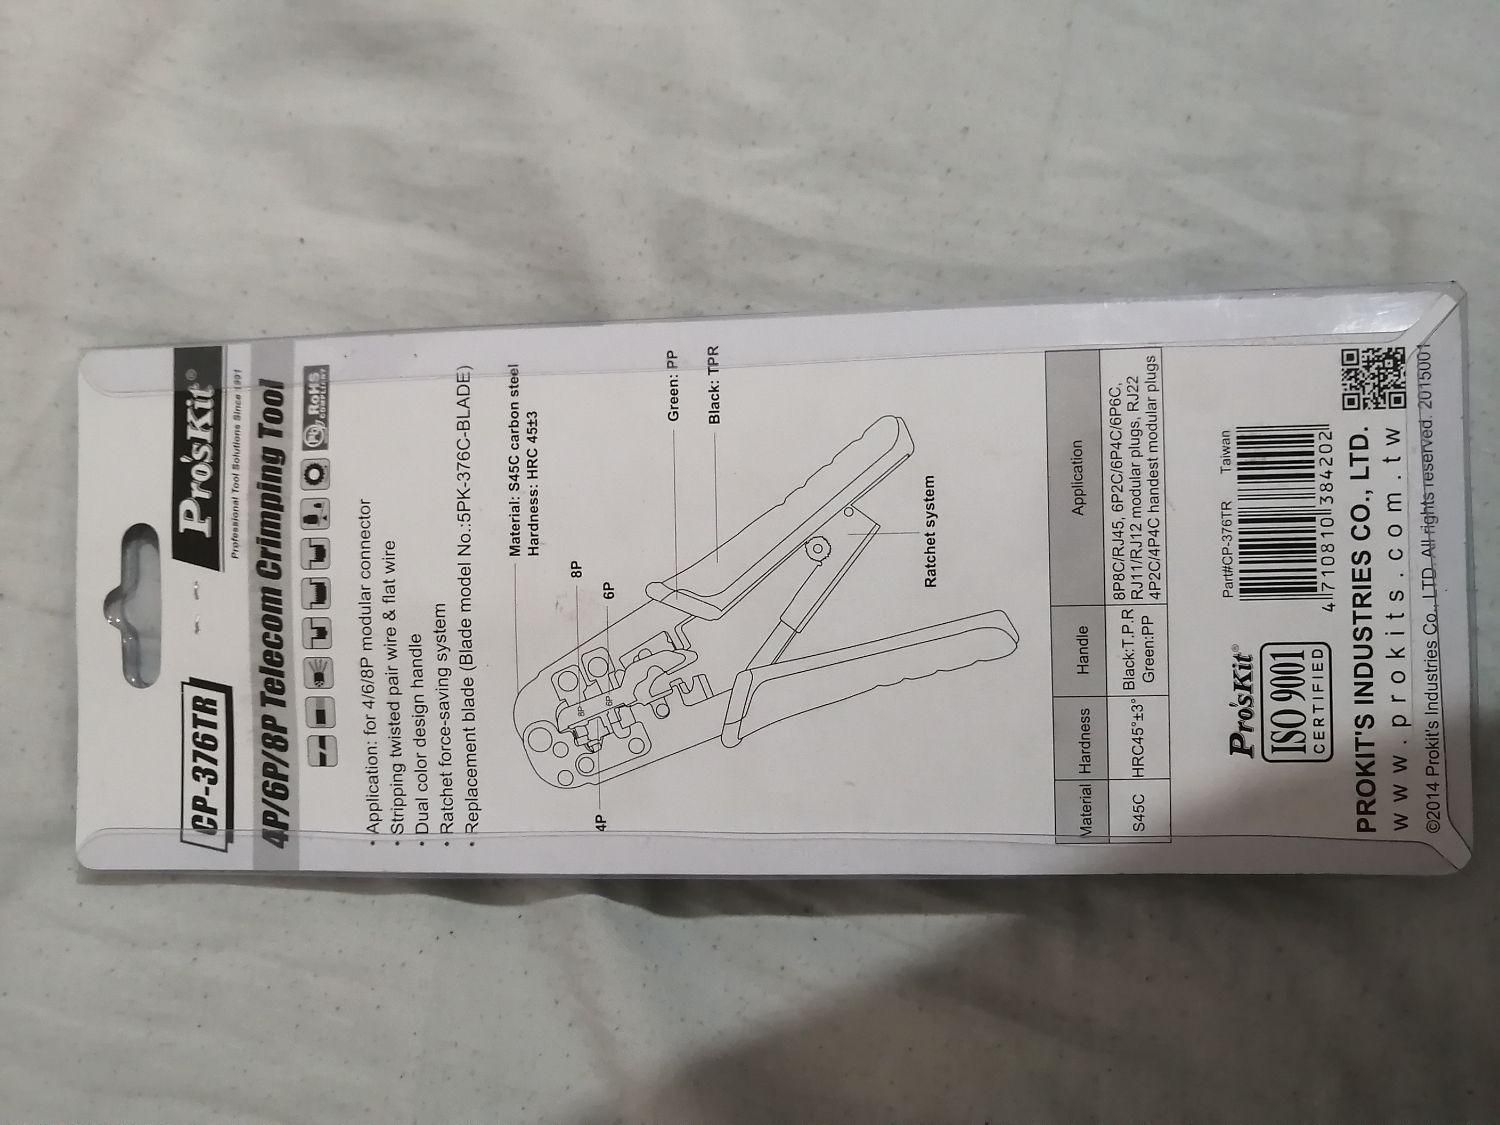 CP-376TR
Pro'sKit®
Professional Tool Solutions Since 1991
4P/6P/8P Telecom Crimping Tool
Pb RoHS
COMPLIANT
• Application: for 4/6/8P modular connector
• Stripping twisted pair wire & flat wire
• Dual color design handle
• Ratchet force-saving system
• Replacement blade (Blade model No.:5PK-376C-BLADE)
Material: S45C carbon steel
Hardness: HRC 45±3
8P
6P
4P
8P
6P
Green: PP
Black: TPR
Ratchet system
Material Hardness Handle Application
S45C HRC45°±3° Black:T.P.R
Green:PP
8P8C/RJ45, 6P2C/6P4C/6P6C,
RJ11/RJ12 modular plugs, RJ22
4P2C/4P4C handest modular plugs
Pro'sKit®
ISO 9001
CERTIFIED
Part#CP-376TR Taiwan
4 710810 384202
PROKIT'S INDUSTRIES CO., LTD.
www.prokits.com.tw
©2014 Prokit's Industries Co., LTD. All rights reserved. 2015001